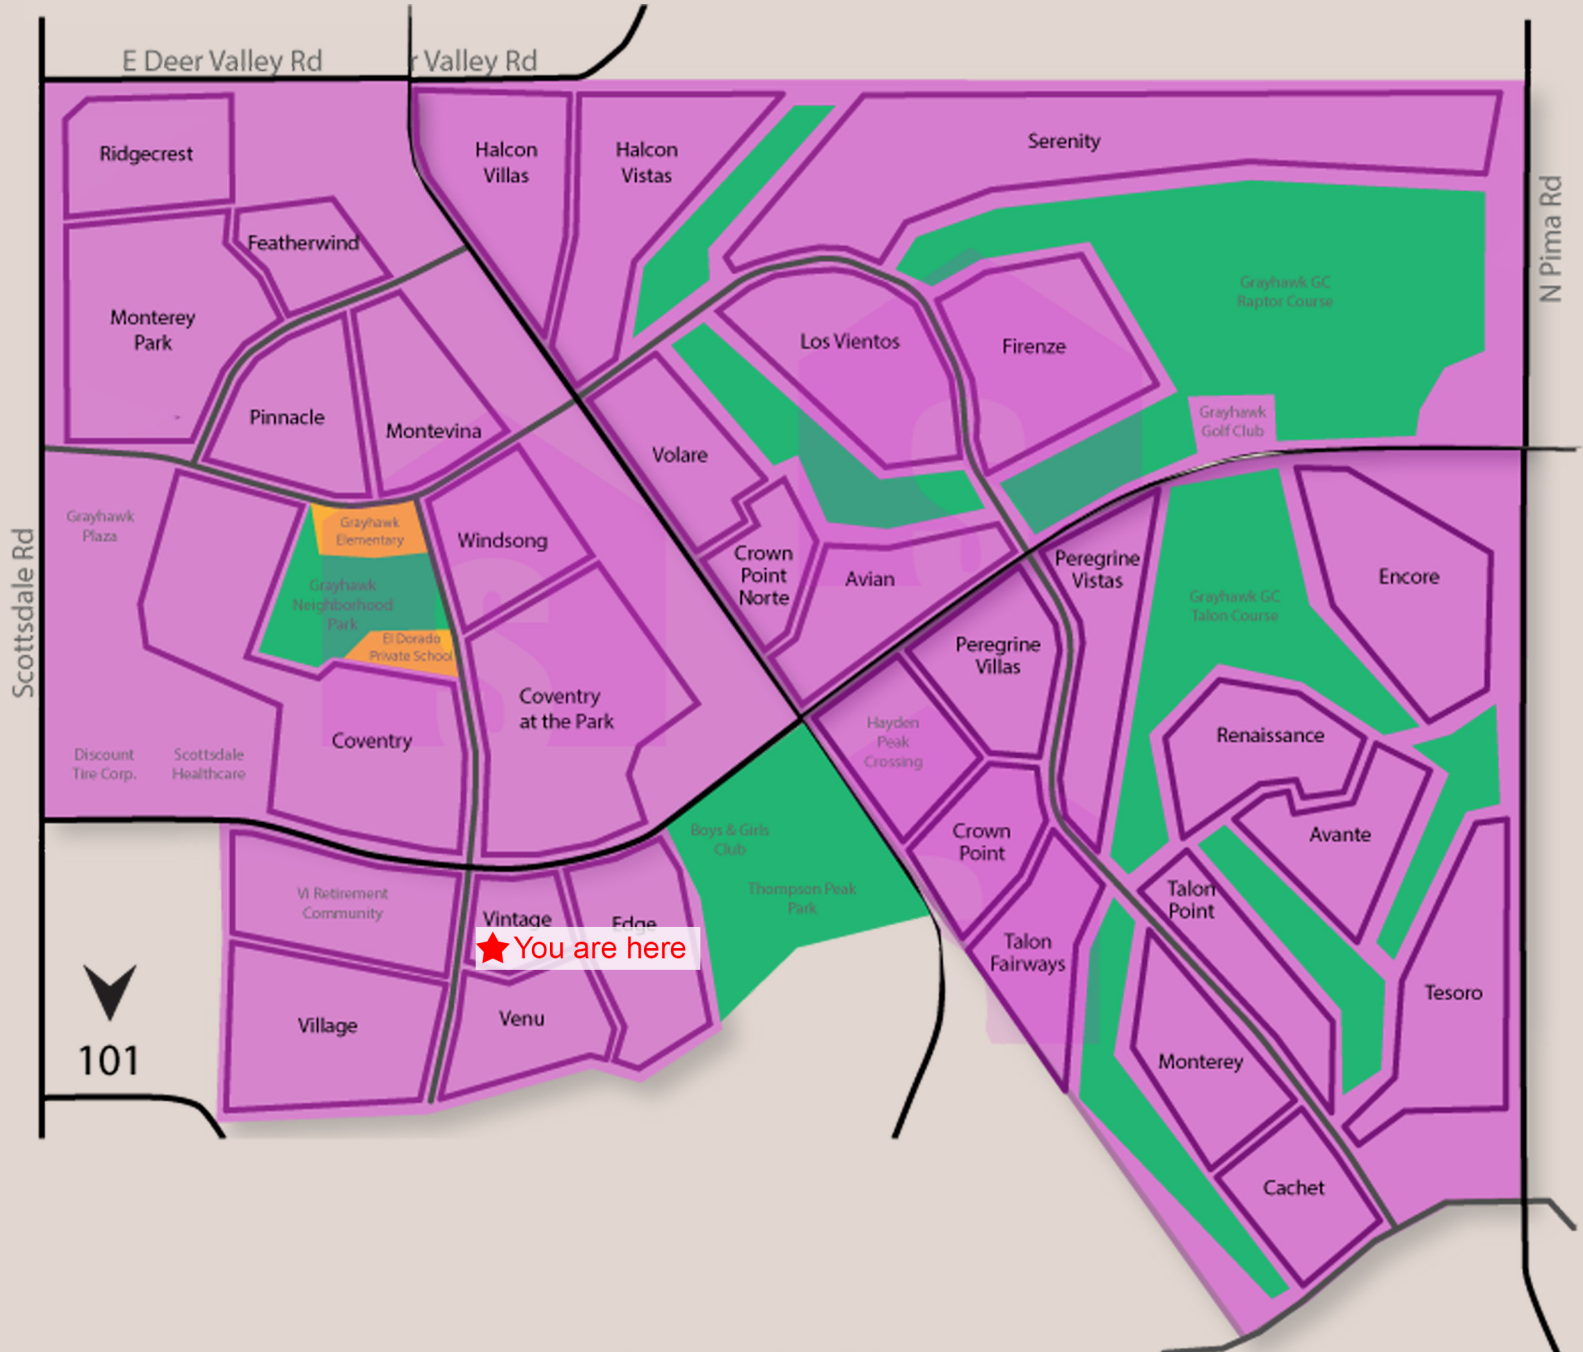 E Deer Valley Rd
r Valley Rd
Ridgecrest
Halcon
Villas
Halcon
Vistas
Serenity
N Pima Rd
Featherwind
Monterey
Park
Grayhawk GC
Raptor Course
Los Vientos
Firenze
Pinnacle
Montevina
Grayhawk
Golf Club
Volare
Scottsdale Rd
Grayhawk
Plaza
Grayhawk
Elementary
Windsong
Crown
Point
Norte
Avian
Peregrine
Vistas
Encore
Grayhawk
Neighborhood
Park
Grayhawk GC
Talon Course
El Dorado
Private School
Peregrine
Villas
Coventry
at the Park
Coventry
Hayden
Peak
Crossing
Renaissance
Discount
Tire Corp.
Scottsdale
Healthcare
Boys & Girls
Club
Crown
Point
Avante
Vi Retirement
Community
Thompson Peak
Park
Talon
Point
Vintage
Edge
You are here
Talon
Fairways
Tesoro
Village
Venu
101
Monterey
Cachet